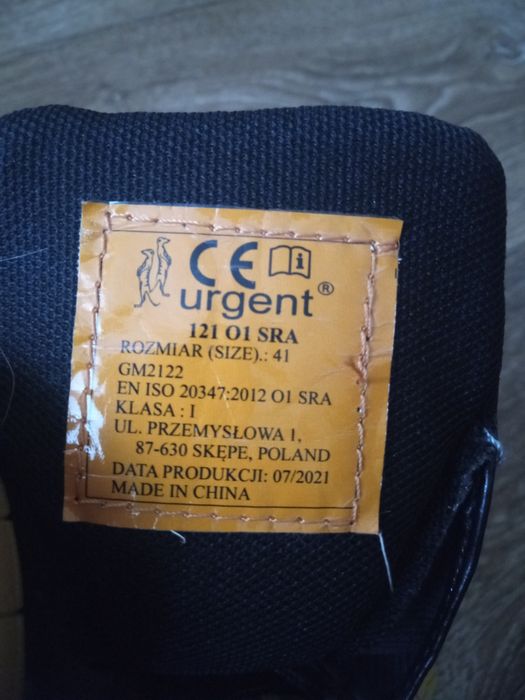 CE i
urgent ®
121 O1 SRA
ROZMIAR (SIZE).: 41
GM2122
EN ISO 20347:2012 O1 SRA
KLASA : I
UL. PRZEMYSŁOWA 1,
87-630 SKĘPE, POLAND
DATA PRODUKCJI: 07/2021
MADE IN CHINA